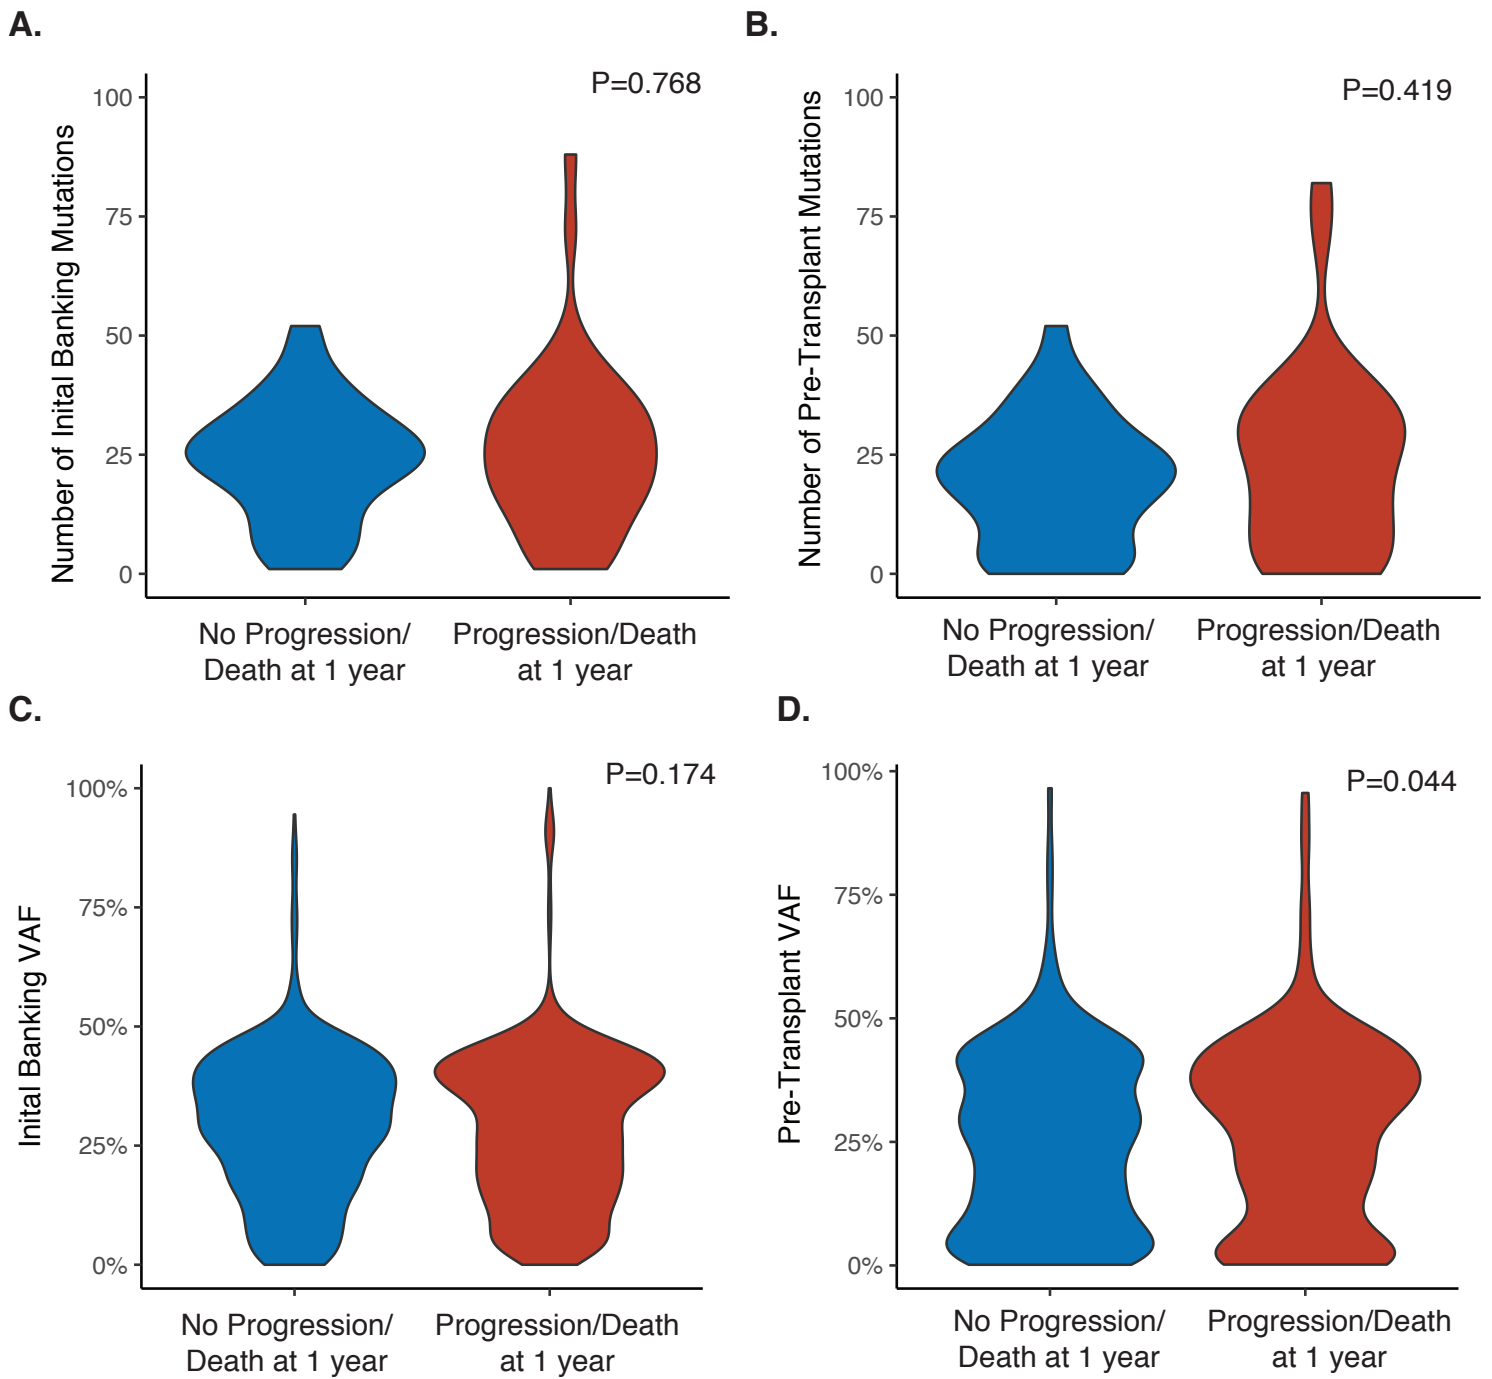 A.
P=0.768
Number of Inital Banking Mutations
100
75
50
25
0
No Progression/
Death at 1 year
Progression/Death
at 1 year
B.
P=0.419
Number of Pre-Transplant Mutations
100
75
50
25
0
No Progression/
Death at 1 year
Progression/Death
at 1 year
C.
P=0.174
Inital Banking VAF
100%
75%
50%
25%
0%
No Progression/
Death at 1 year
Progression/Death
at 1 year
D.
P=0.044
Pre-Transplant VAF
100%
75%
50%
25%
0%
No Progression/
Death at 1 year
Progression/Death
at 1 year